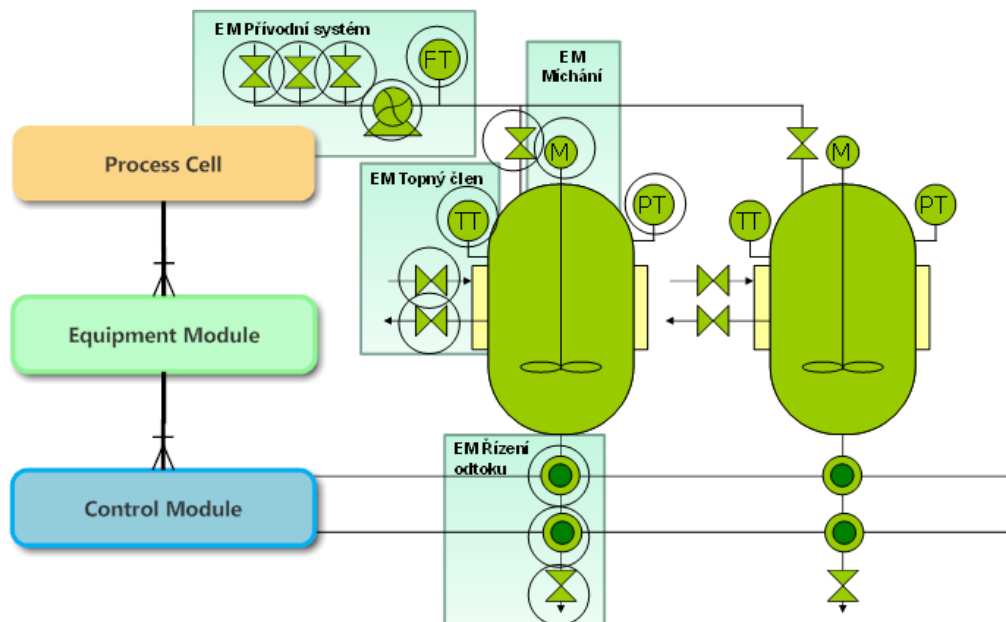 EM Přívodní systém
FT
EM
Míchání
Process Cell
M
M
EM Topný člen
TT
PT
TT
PT
Equipment Module
EM Řízení
odtoku
Control Module